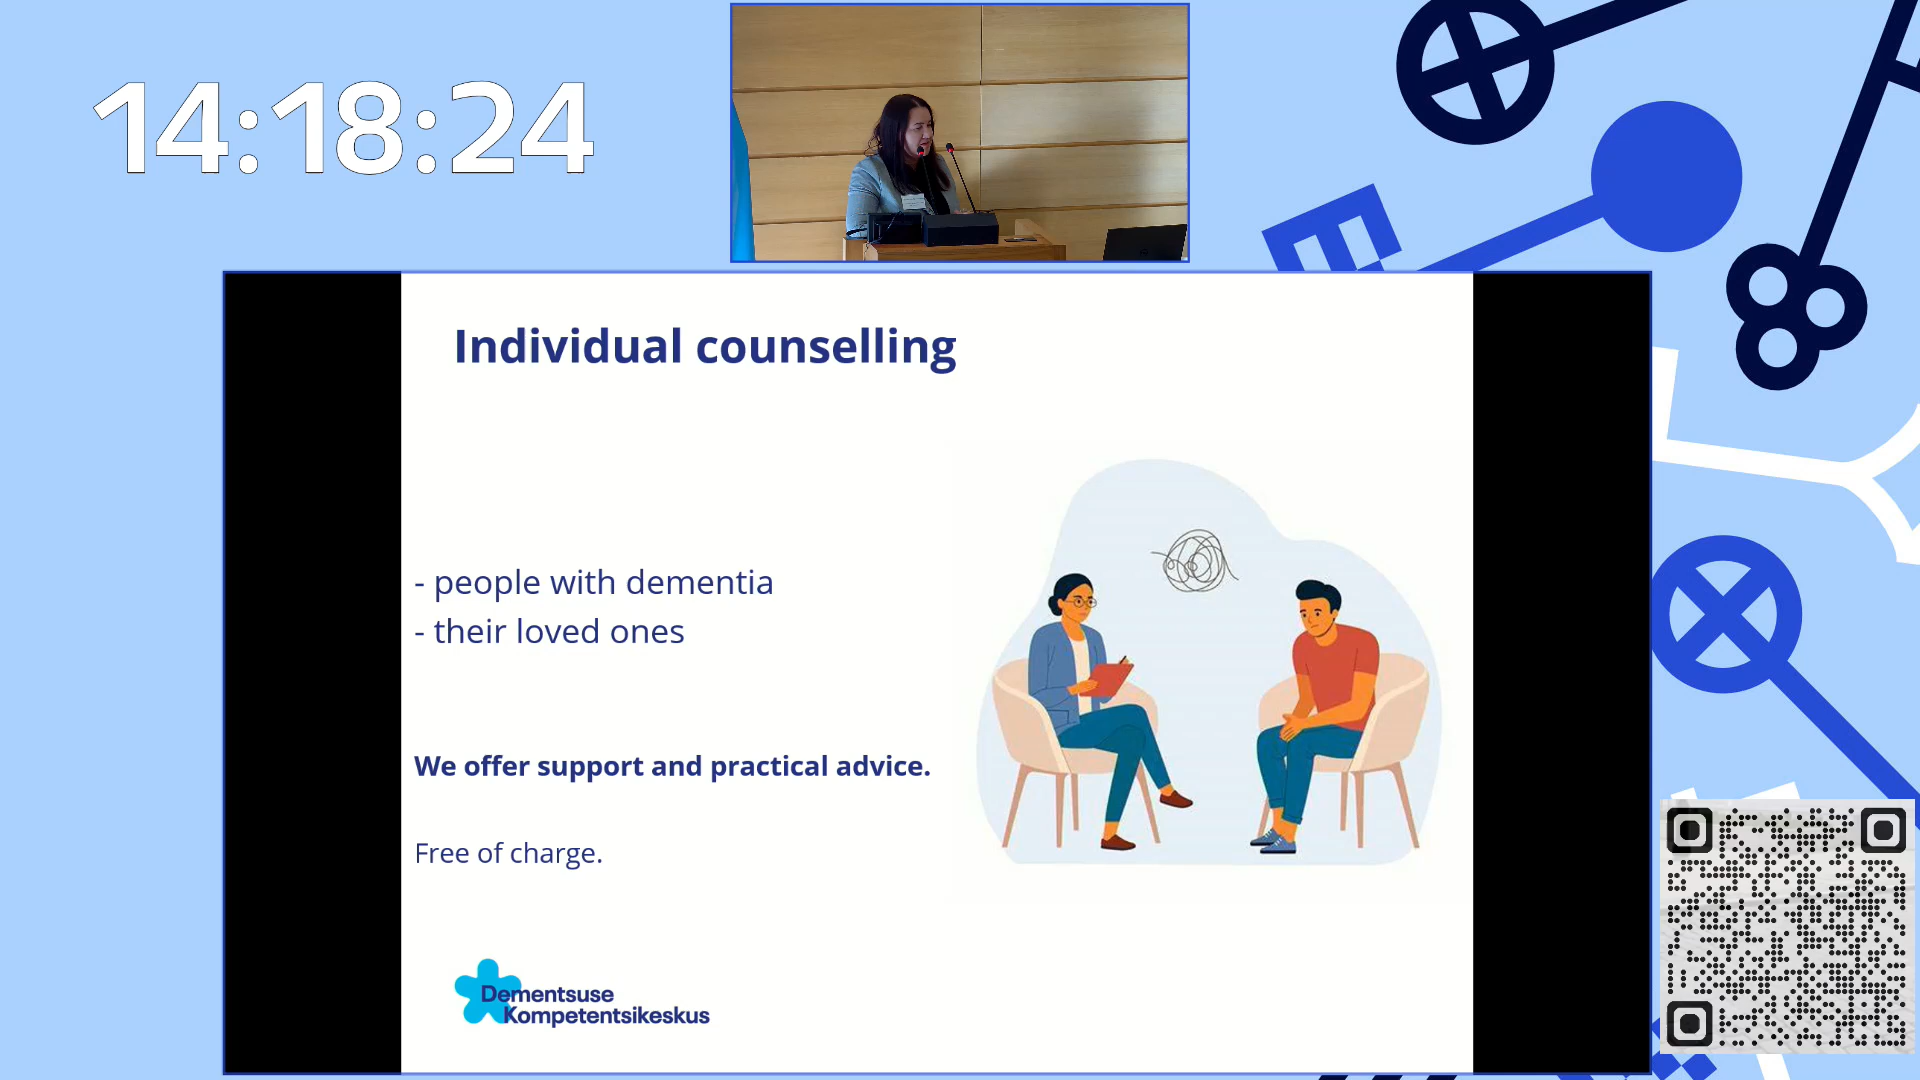 14:18:24
Individual counselling
- people with dementia
- their loved ones
We offer support and practical advice.
Free of charge.
Dementsuse
Kompetentsikeskus